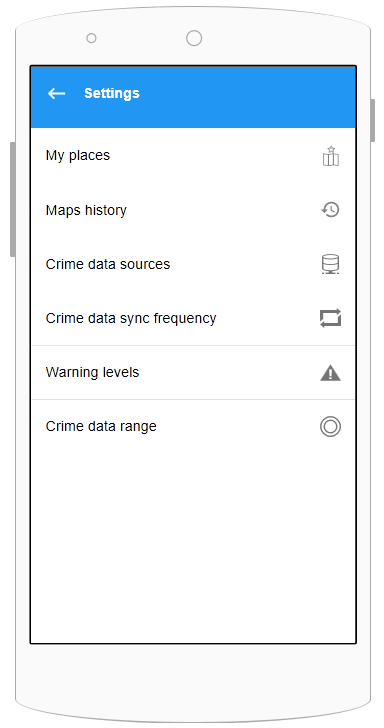 Settings
My places
Maps history
Crime data sources
Crime data sync frequency
Warning levels
Crime data range